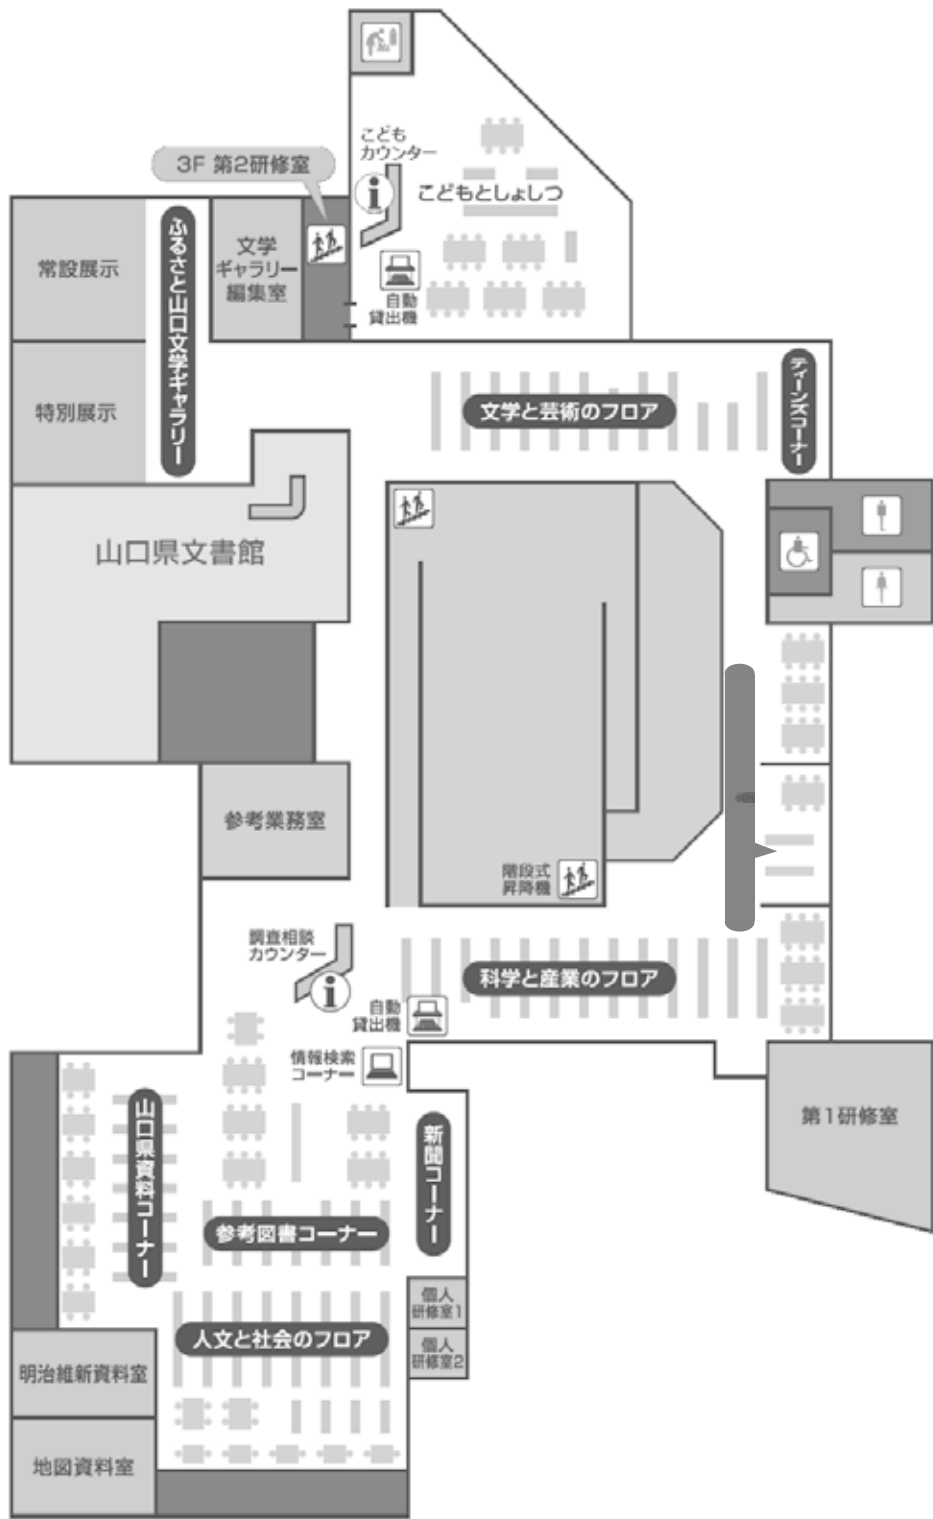 こども
カウンター
3F 第2研修室
こどもとしょしつ
ふるさと山口文学ギャラリー
常設展示
文学
ギャラリー
編集室
自動
貸出機
特別展示
文学と芸術のフロア
ティーンズコーナー
山口県文書館
参考業務室
階段式
昇降機
調査相談
カウンター
科学と産業のフロア
自動
貸出機
情報検索
コーナー
山口県資料コーナー
新聞コーナー
第1研修室
参考図書コーナー
個人
研修室1
人文と社会のフロア
個人
研修室2
明治維新資料室
地図資料室